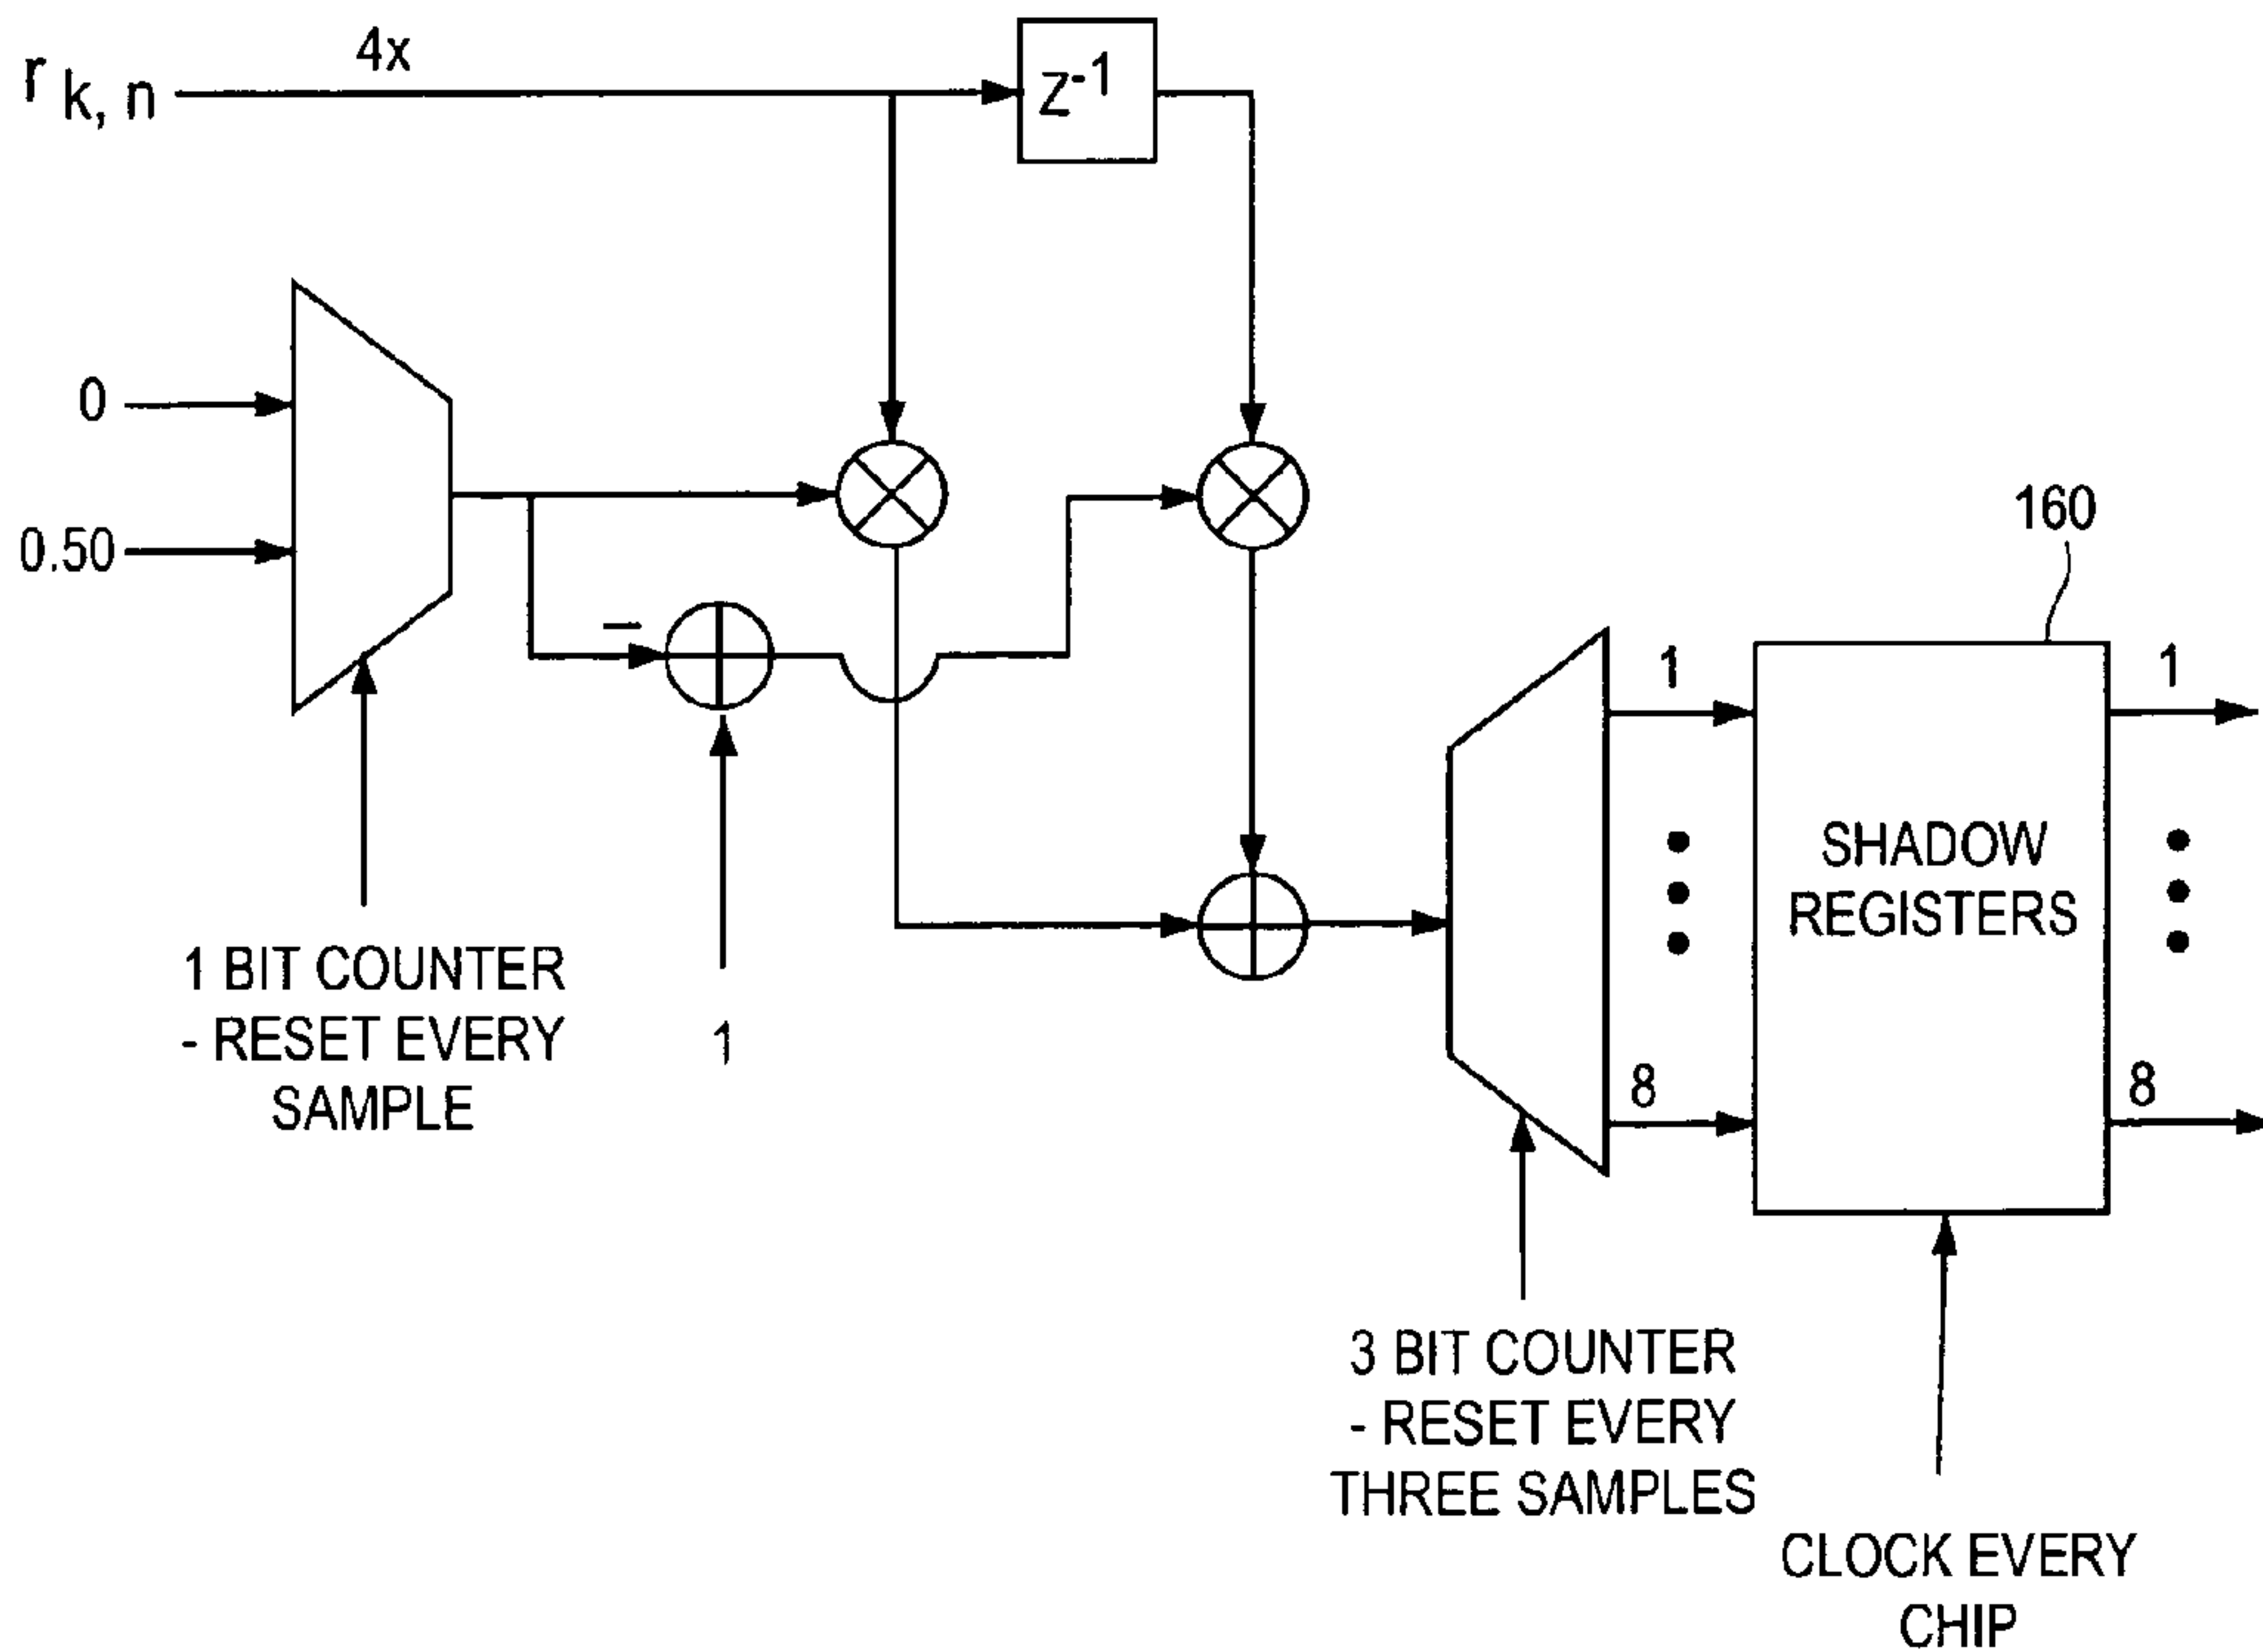 4x
r k, n
Z-1
0
0.50
160
–
1
1
SHADOW
REGISTERS
8
8
1 BIT COUNTER
- RESET EVERY
SAMPLE
1
3 BIT COUNTER
- RESET EVERY
THREE SAMPLES
CLOCK EVERY
CHIP